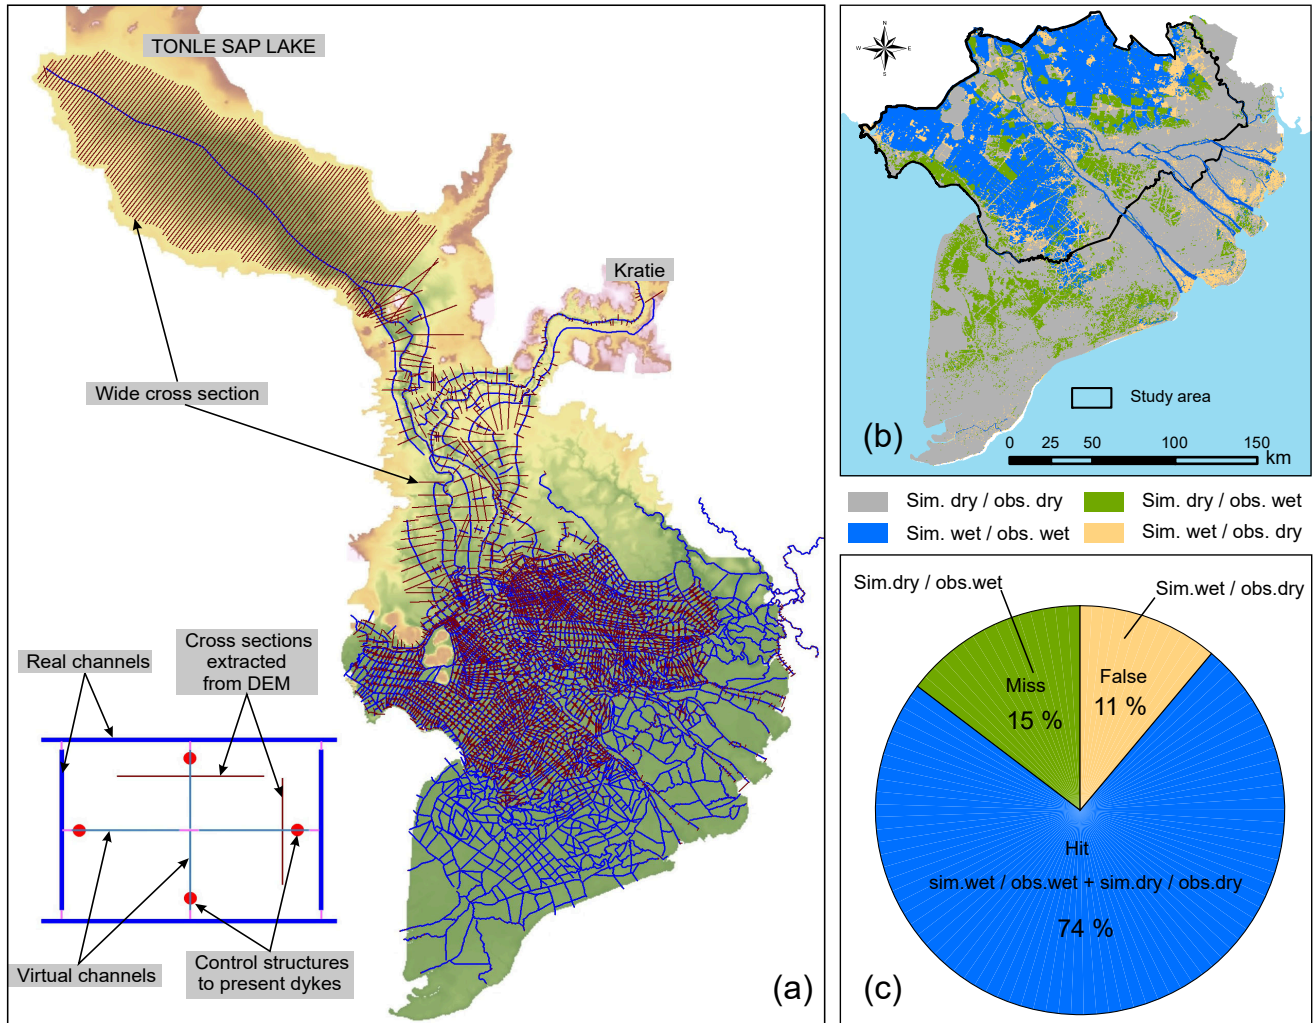 TONLE SAP LAKE
Kratie
Wide cross section
Real channels
Cross sections
extracted
from DEM
Virtual channels
Control structures
to present dykes
(a)
N
W
E
S
Study area
(b)
0 25 50 100 150
km
Sim. dry / obs. dry
Sim. dry / obs. wet
Sim. wet / obs. wet
Sim. wet / obs. dry
Sim.dry / obs.wet
Sim.wet / obs.dry
Miss
15 %
False
11 %
Hit
sim.wet / obs.wet + sim.dry / obs.dry
74 %
(c)